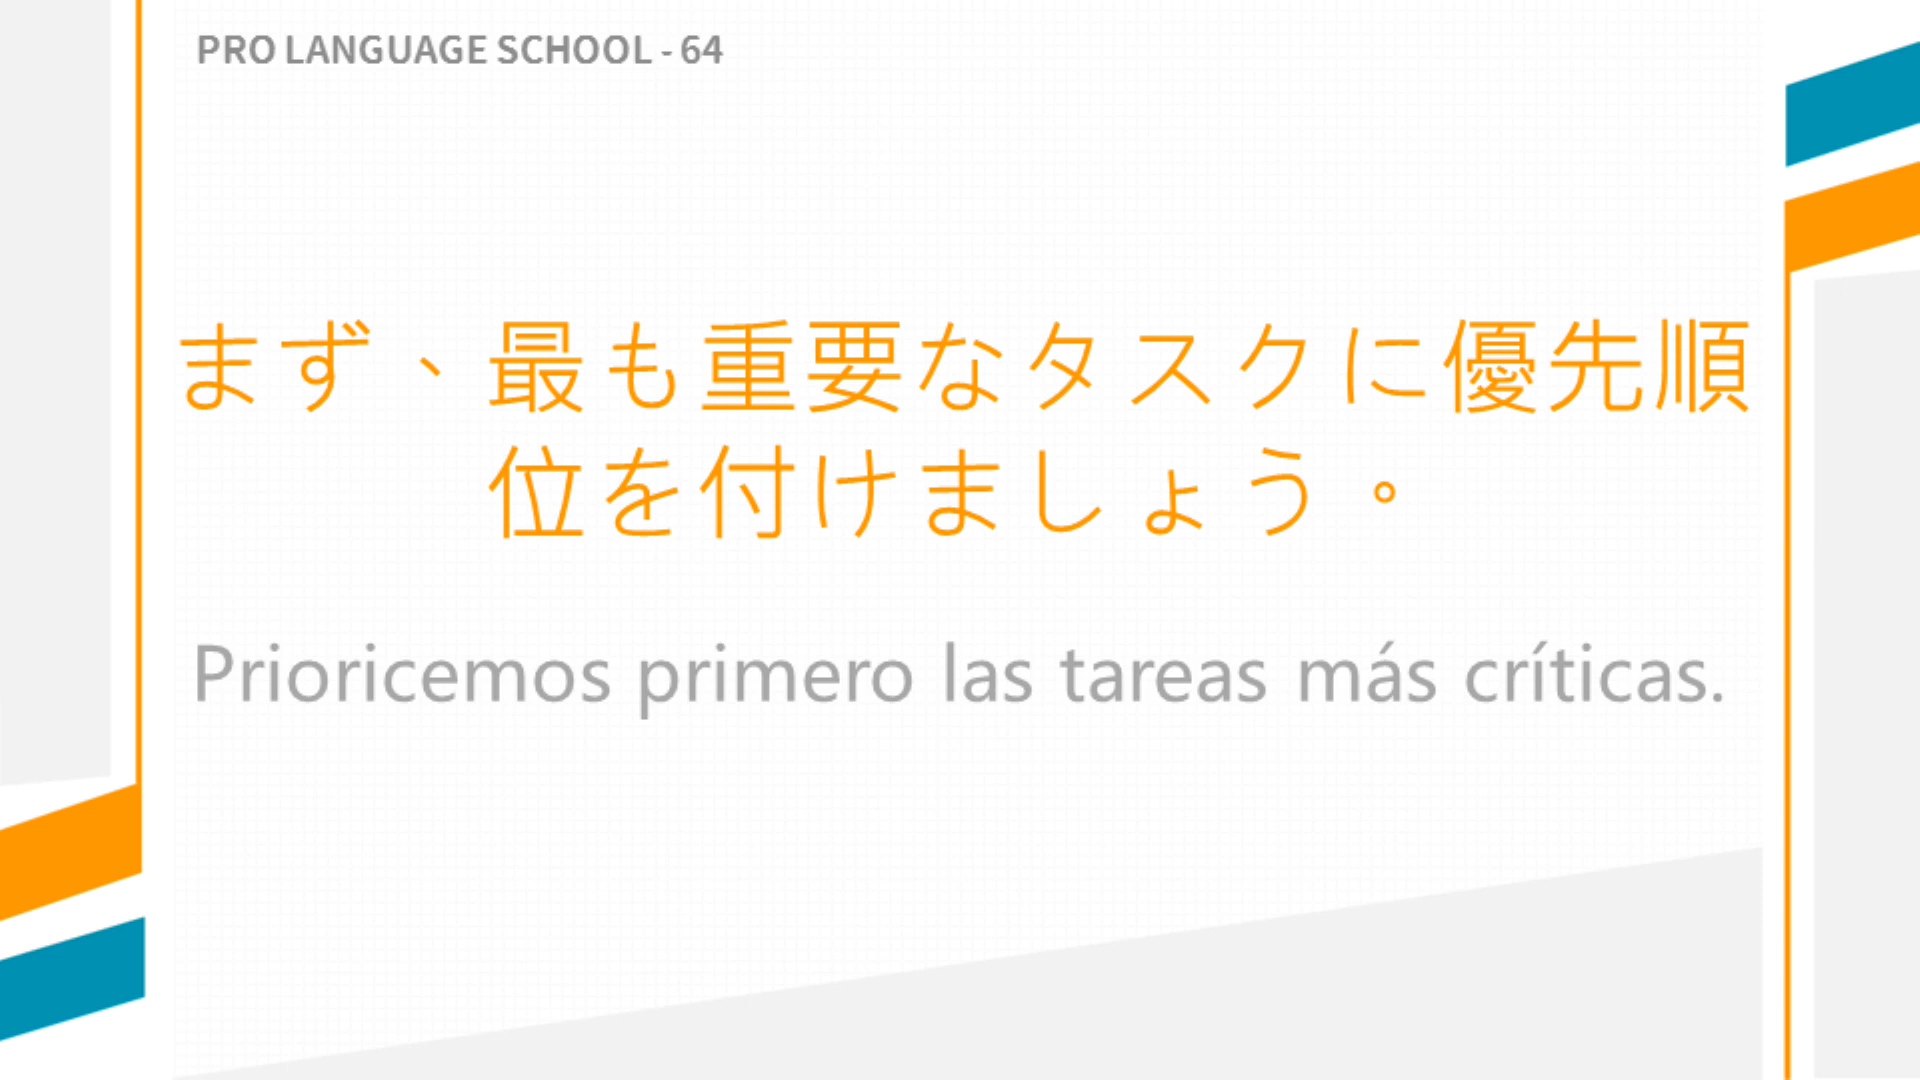 PRO LANGUAGE SCHOOL - 64
まず、最も重要なタスクに優先順
位を付けましょう。
Prioricemos primero las tareas más críticas.